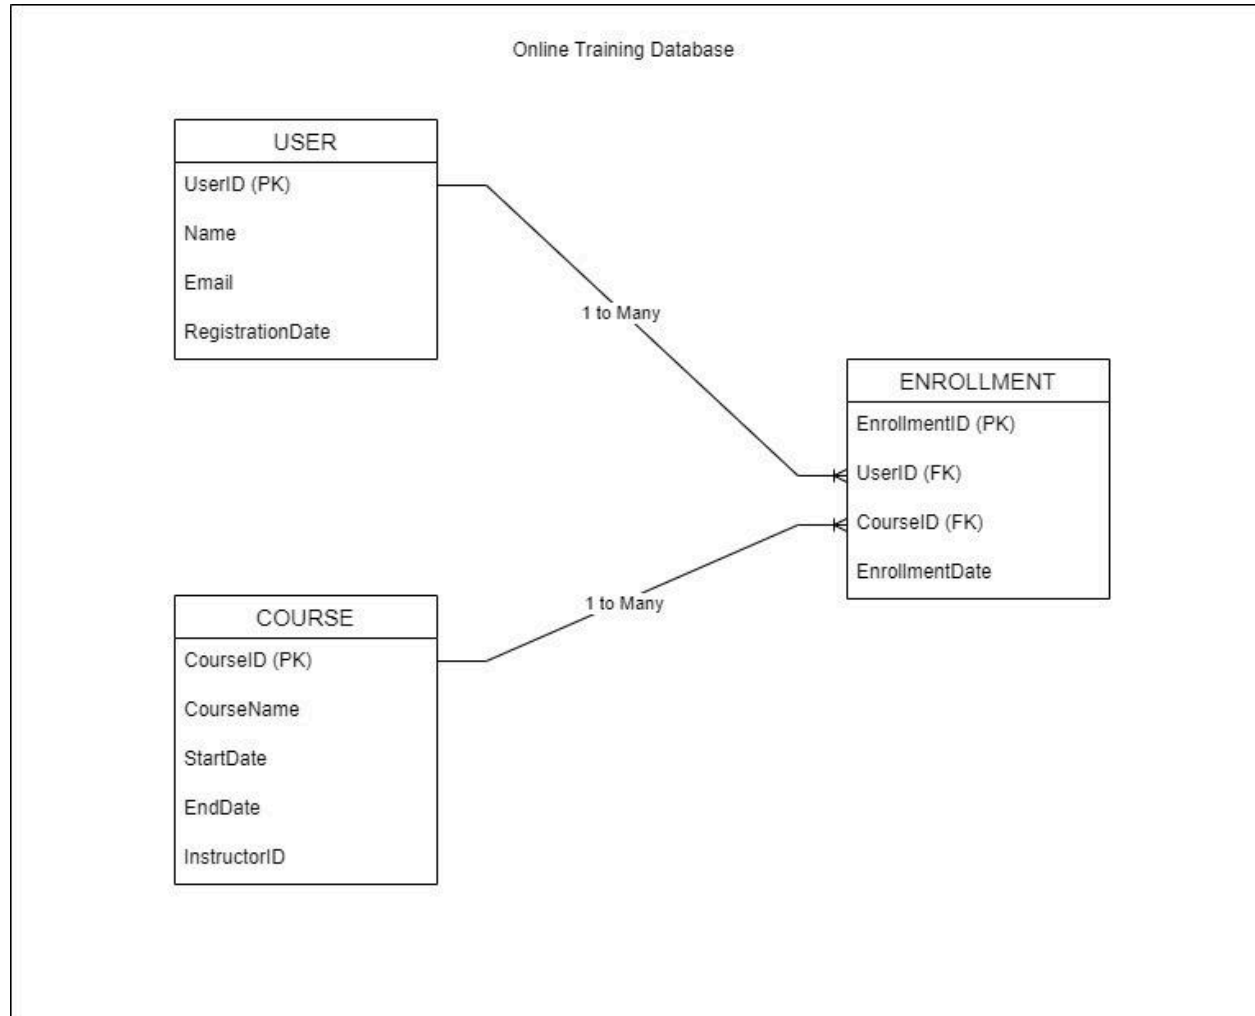 Online Training Database
USER
UserID (PK)
Name
Email
RegistrationDate
1 to Many
ENROLLMENT
EnrollmentID (PK)
UserID (FK)
CourseID (FK)
EnrollmentDate
1 to Many
COURSE
CourseID (PK)
CourseName
StartDate
EndDate
InstructorID